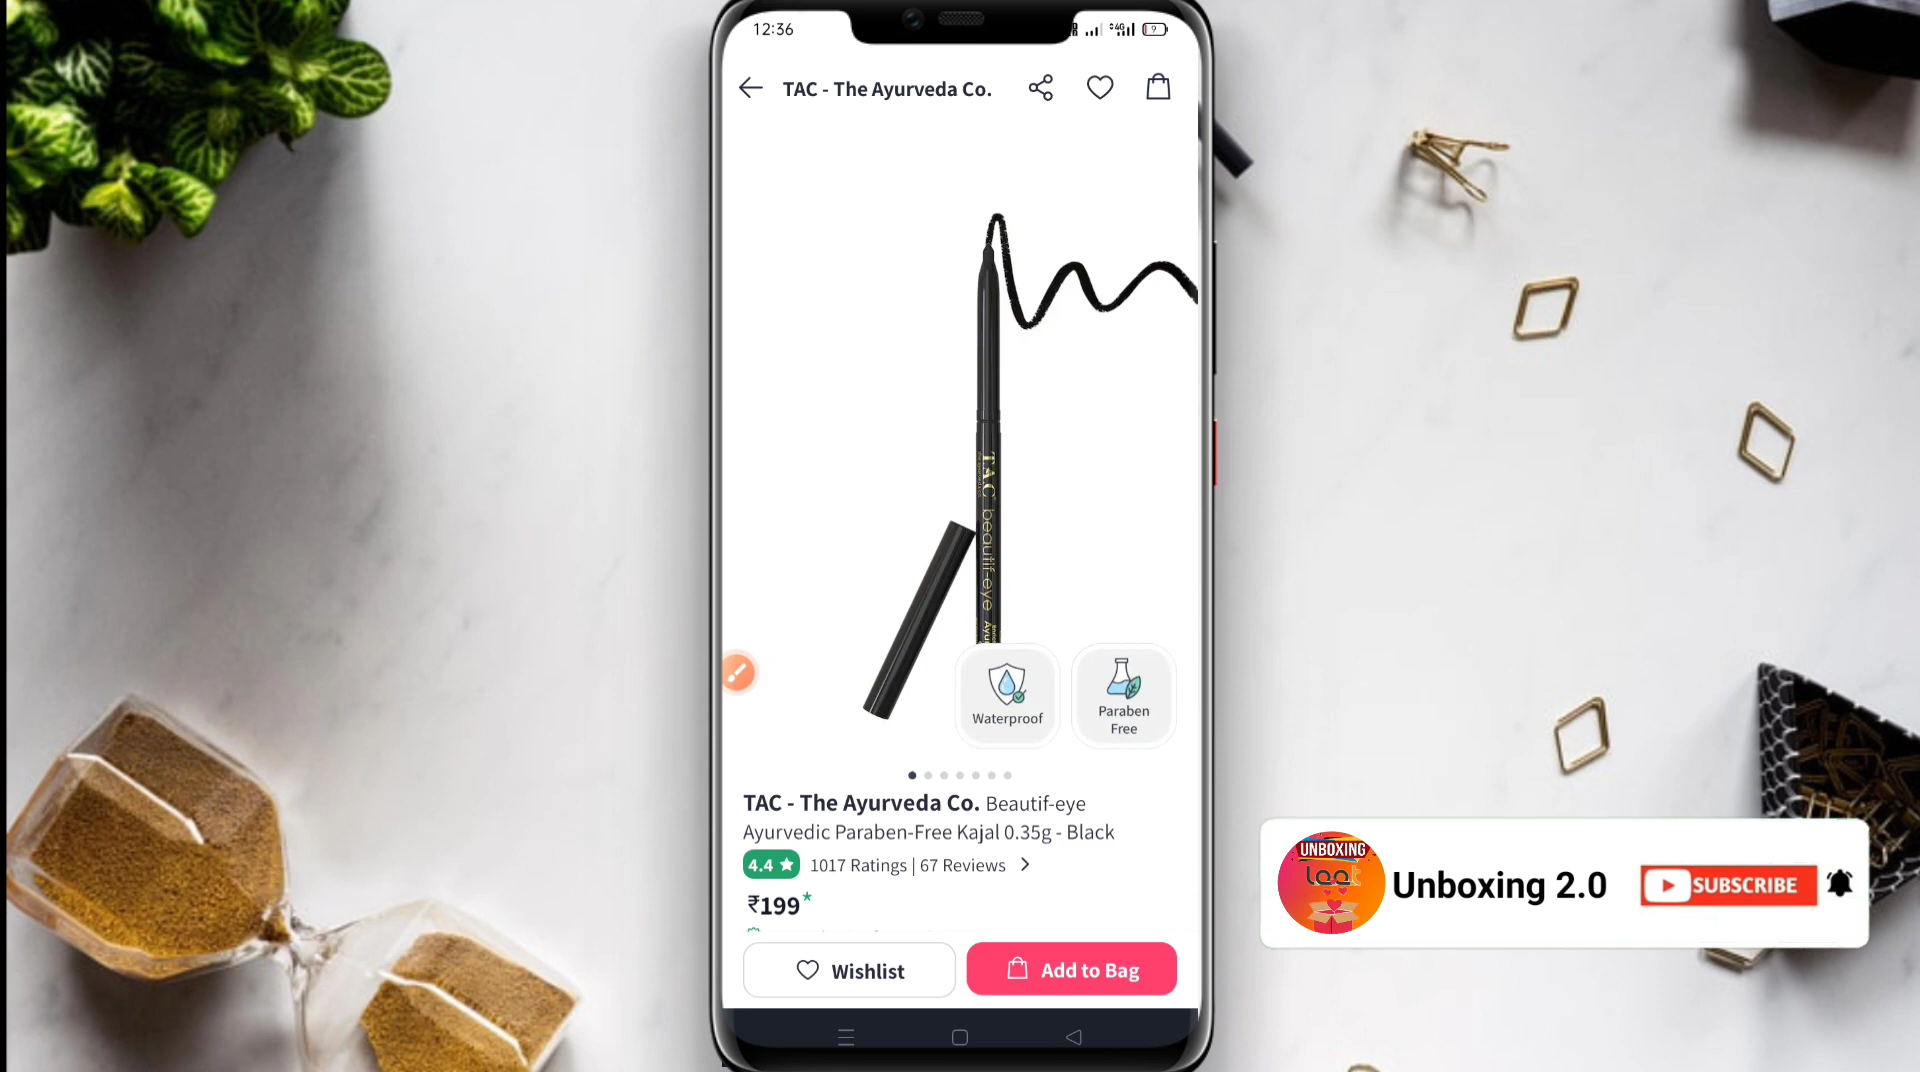 12:36
9
TAC - The Ayurveda Co.
TAC beautif-eye
Waterproof
Paraben
Free
TAC - The Ayurveda Co. Beautif-eye
Ayurvedic Paraben-Free Kajal 0.35g - Black
4.4 ★ 1017 Ratings | 67 Reviews
₹199*
Wishlist
Add to Bag
UNBOXING
Unboxing 2.0
SUBSCRIBE